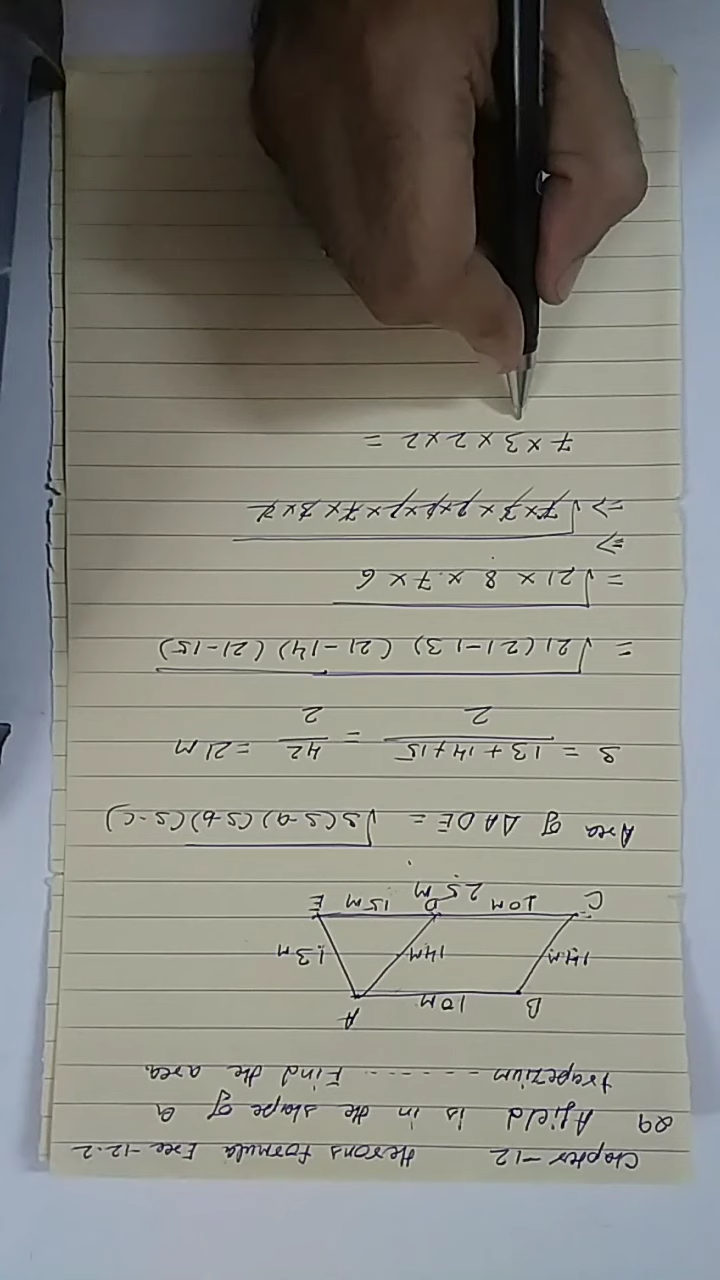 Chapter-12 Herons formula Exe-12.2
Q9 A field is in the shape of a
trapezium ------- Find the area
A 10M B
13m 14m 14m
E 15m D 10m C
25m
Area of △ADE = √s(s-a)(s-b)(s-c)
S = 13+14+15/2 = 42/2 = 21m
= √21(21-13)(21-14)(21-15)
= √21×8×7×6
=>
=> √7×3×2×2×2×7×3×2
7×3×2×2 =